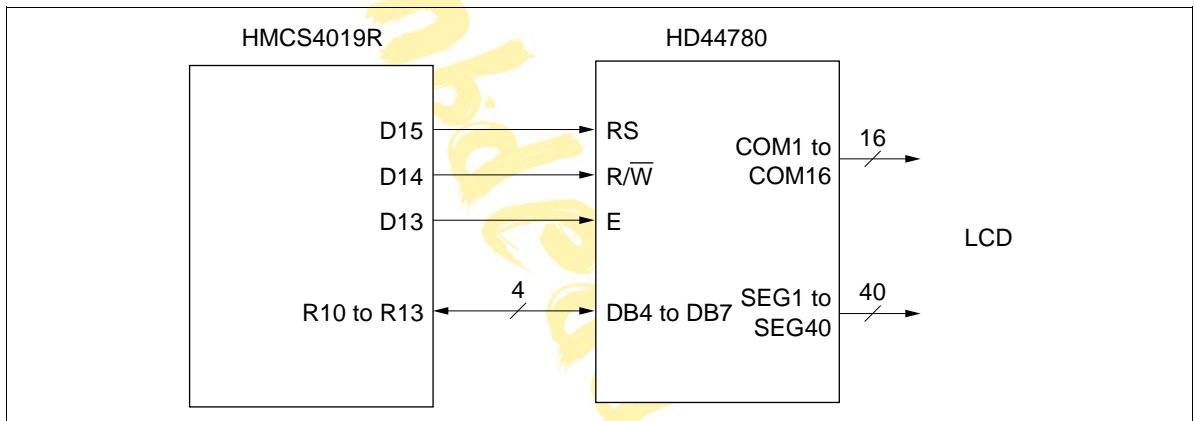 HMCS4019R
HD44780
D15
RS
D14
R/W̅
D13
E
R10 to R13
4
DB4 to DB7
COM1 to
COM16
16
SEG1 to
SEG40
40
LCD